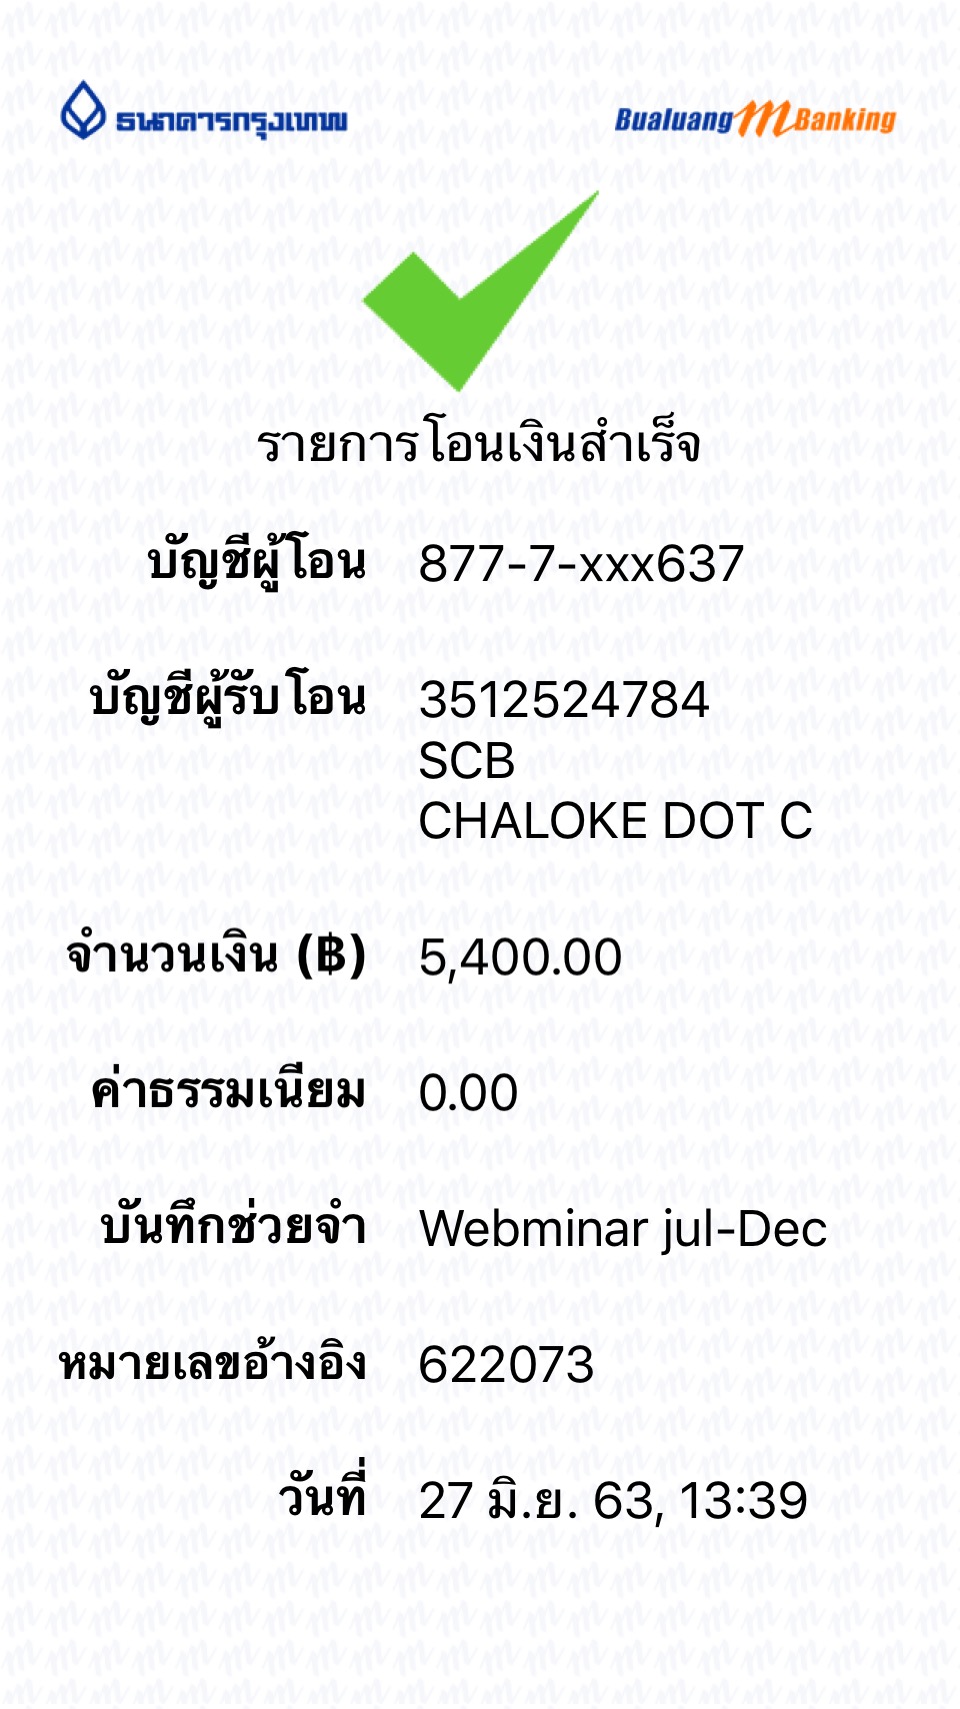 ธนาคารกรุงเทพ
Bualuang mBanking
รายการโอนเงินสำเร็จ
บัญชีผู้โอน 877-7-xxx637
บัญชีผู้รับโอน 3512524784
SCB
CHALOKE DOT C
จำนวนเงิน (฿) 5,400.00
ค่าธรรมเนียม 0.00
บันทึกช่วยจำ Webminar jul-Dec
หมายเลขอ้างอิง 622073
วันที่ 27 มิ.ย. 63, 13:39